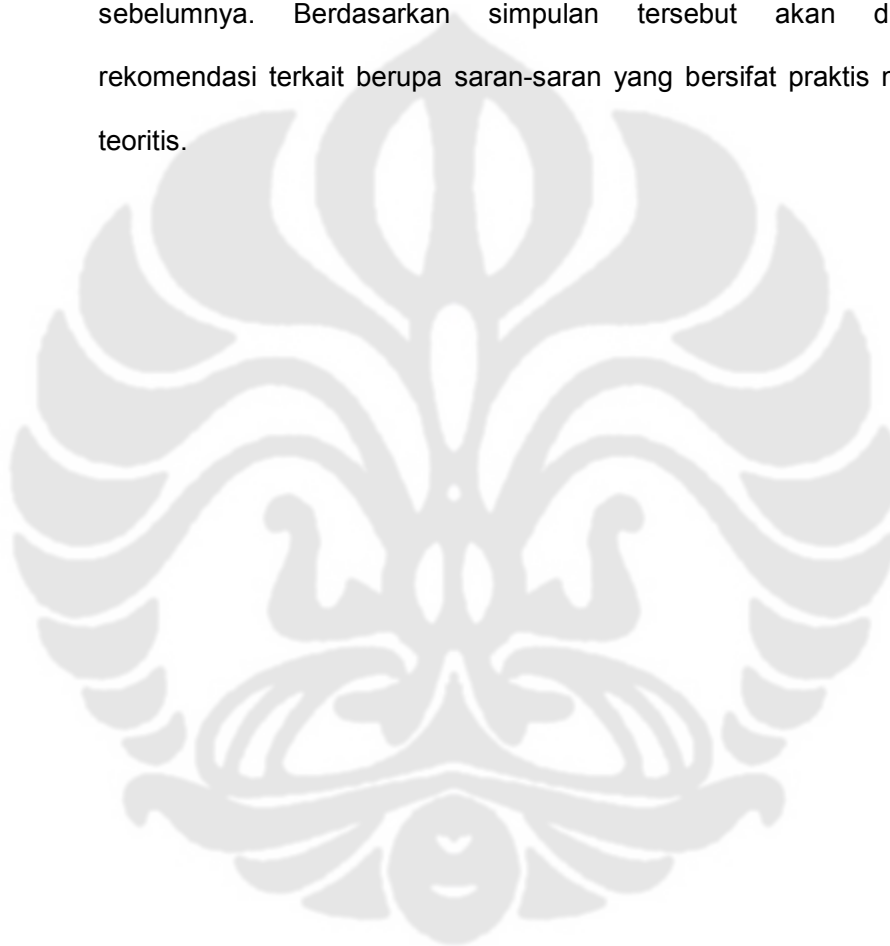 sebelumnya. Berdasarkan simpulan tersebut akan
rekomendasi terkait berupa saran-saran yang bersifat praktis
teoritis.